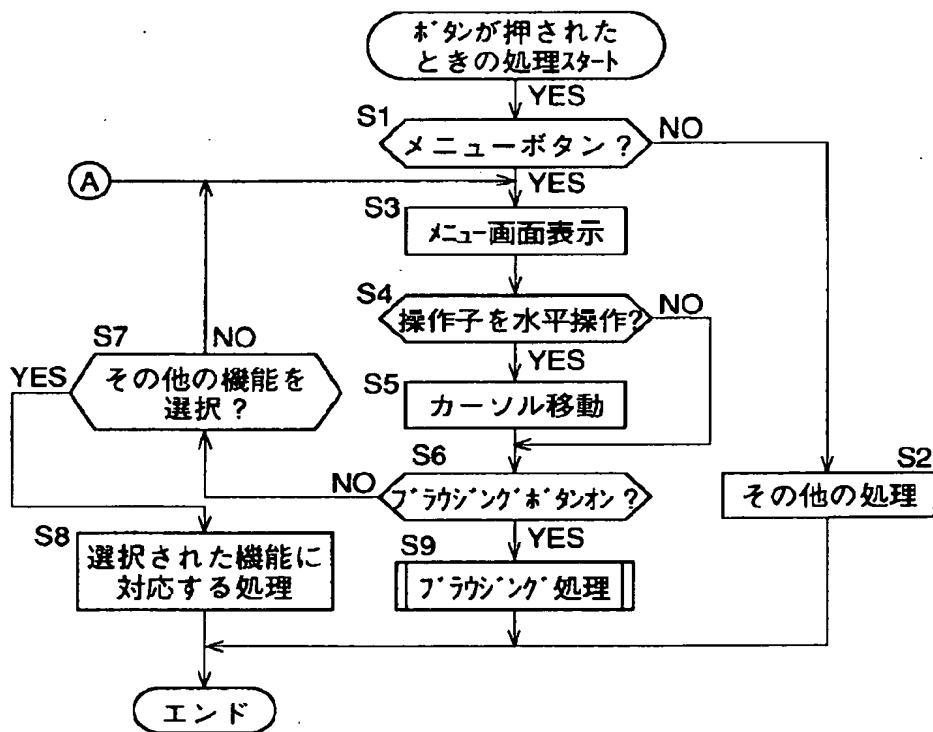 ボタンが押された
ときの処理スタート
YES
S1
メニューボタン？
NO
A
YES
S3
メニュー画面表示
S4
操作子を水平操作?
NO
S7
NO
YES
YES
その他の機能を
選択？
S5
カーソル移動
S6
NO
ブラウジングボタンオン？
S2
その他の処理
YES
S8
選択された機能に
対応する処理
S9
ブラウジング処理
エンド